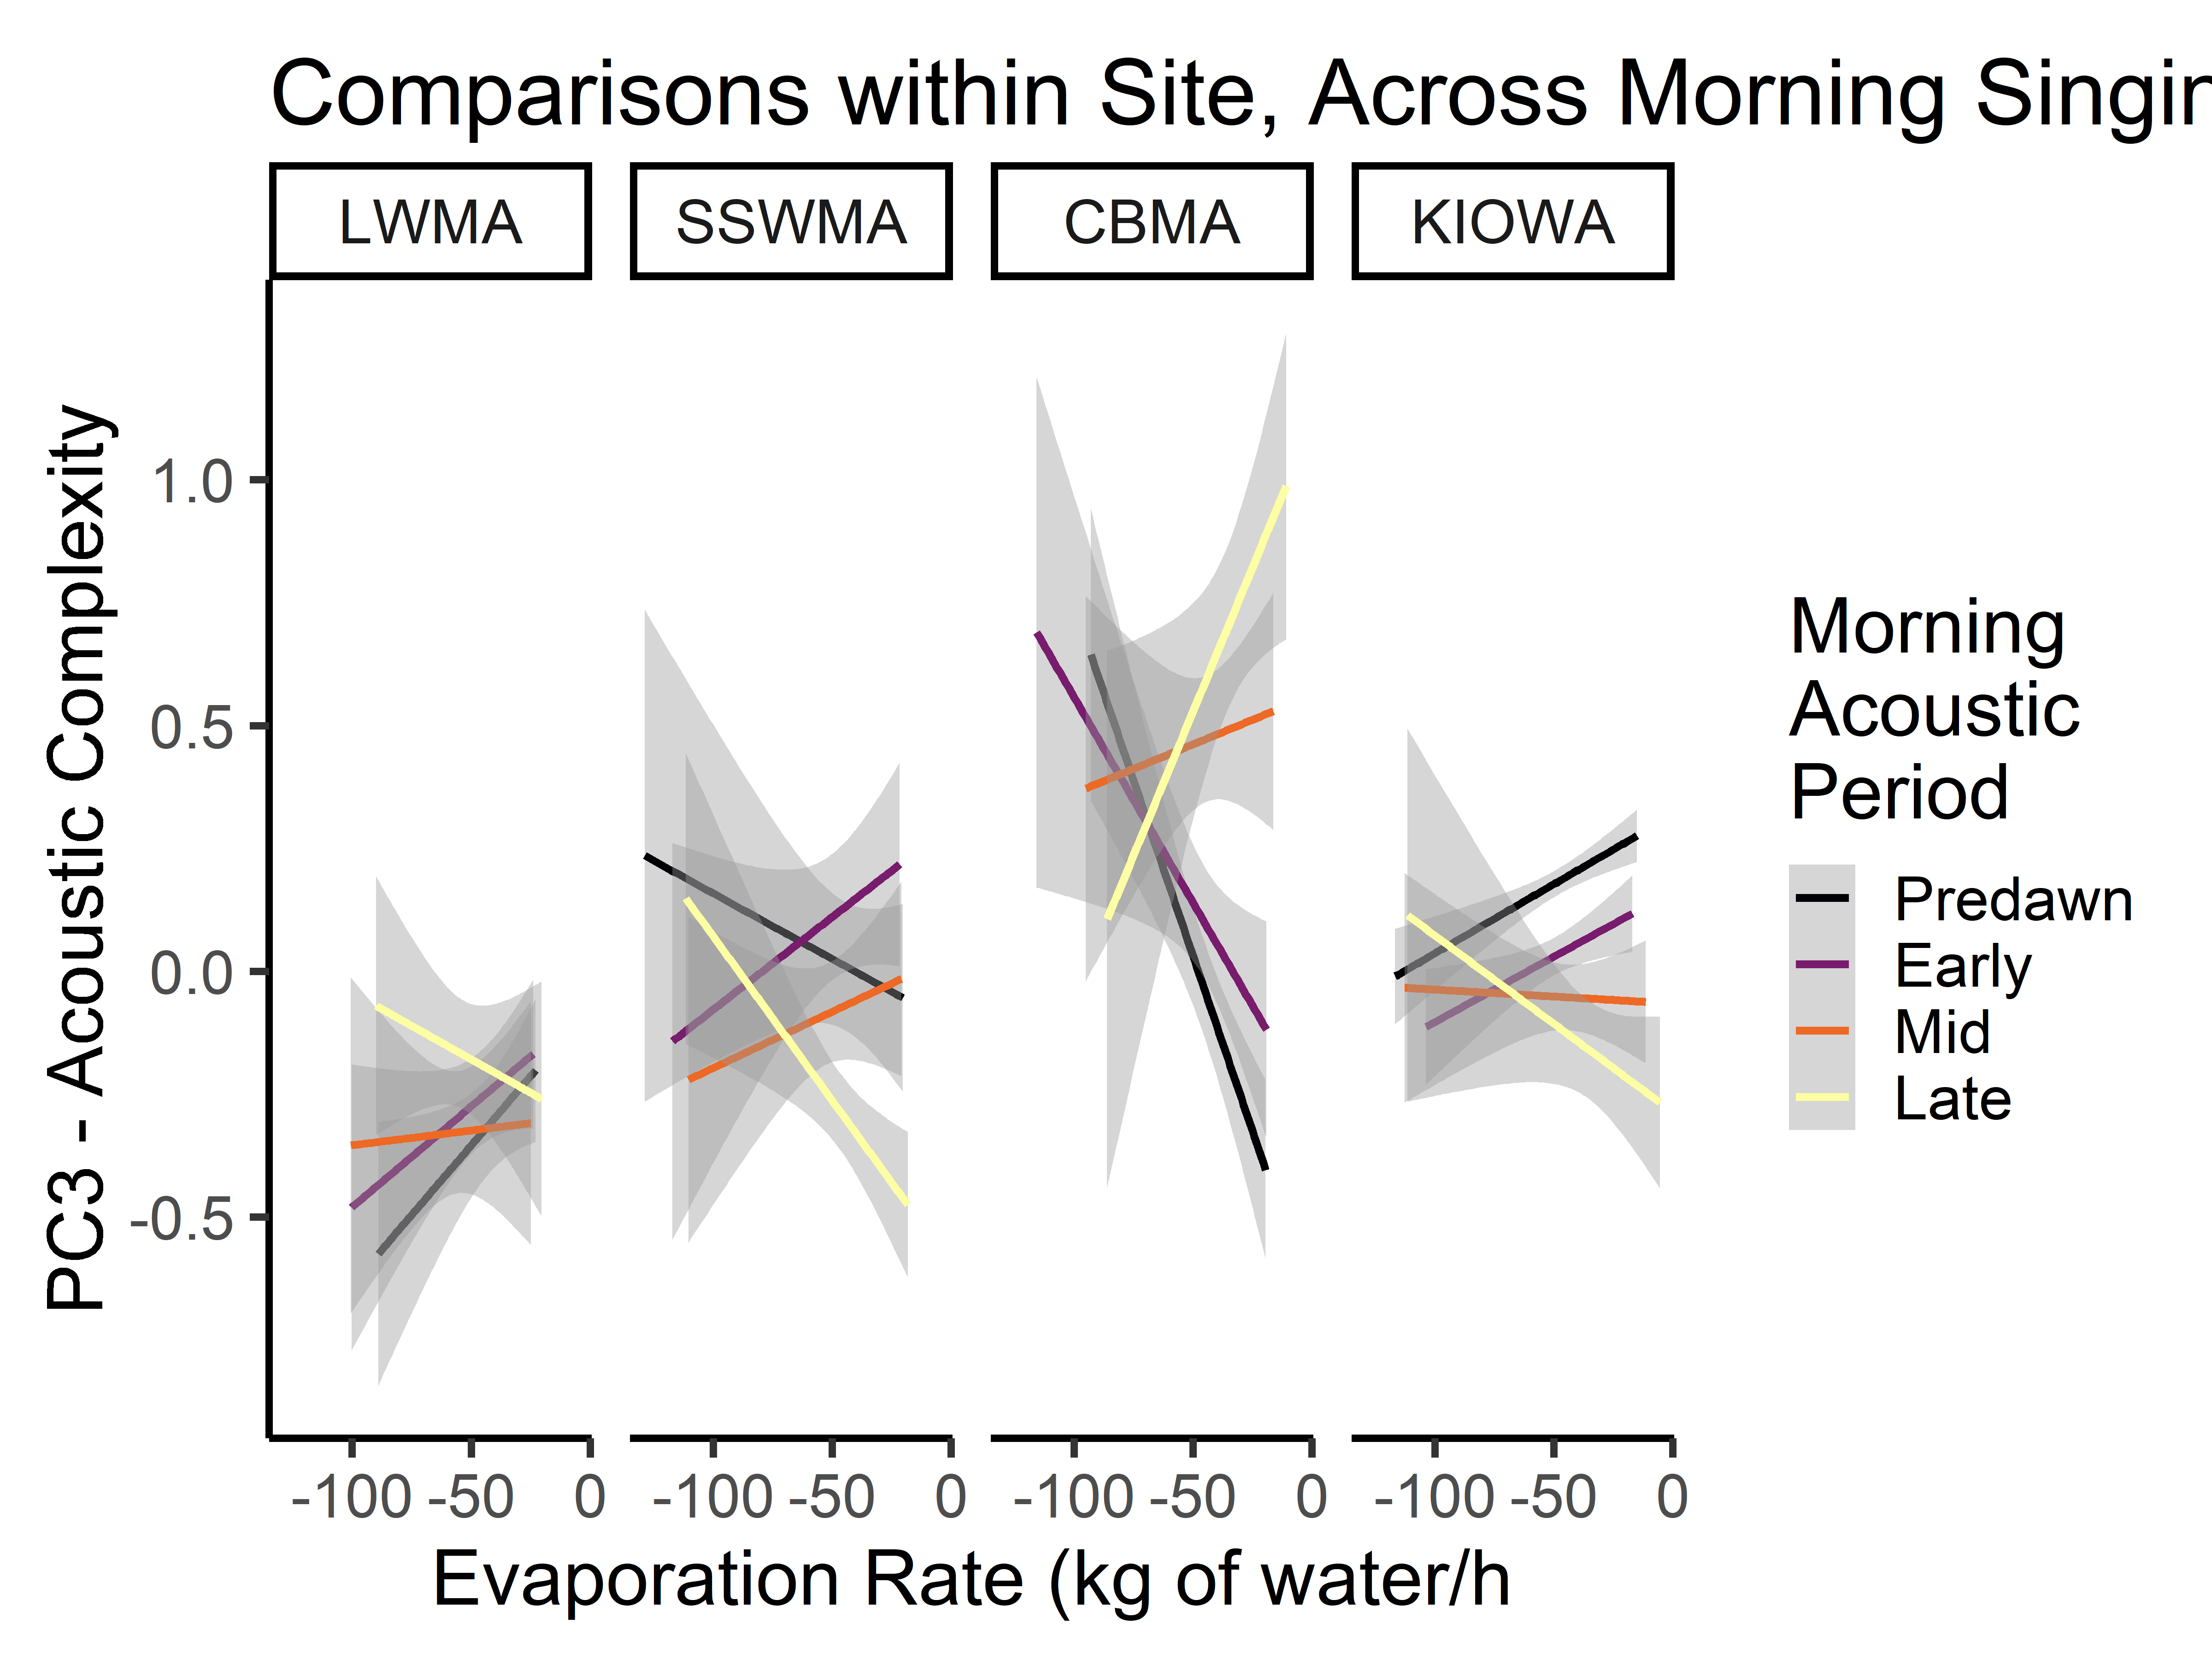 Comparisons within Site, Across Morning Singin
LWMA SSWMA CBMA KIOWA
PC3 - Acoustic Complexity
1.0
0.5
0.0
-0.5
-100 -50 0 -100 -50 0 -100 -50 0 -100 -50 0
Evaporation Rate (kg of water/h
Morning
Acoustic
Period
Predawn
Early
Mid
Late